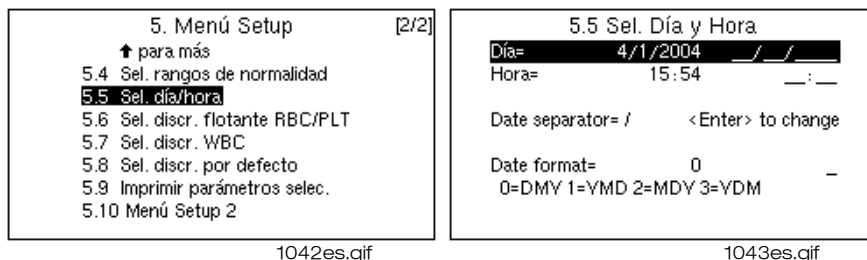 5. Menú Setup [2/2]
⬆ para más
5.4 Sel. rangos de normalidad
5.5 Sel. día/hora
5.6 Sel. discr. flotante RBC/PLT
5.7 Sel. discr. WBC
5.8 Sel. discr. por defecto
5.9 Imprimir parámetros selec.
5.10 Menú Setup 2
1042es.gif
5.5 Sel. Día y Hora
Día= 4/1/2004 __/__/____
Hora= 15:54 __:__
Date separator= / <Enter> to change
Date format= 0 _
0=DMY 1=YMD 2=MDY 3=YDM
1043es.gif